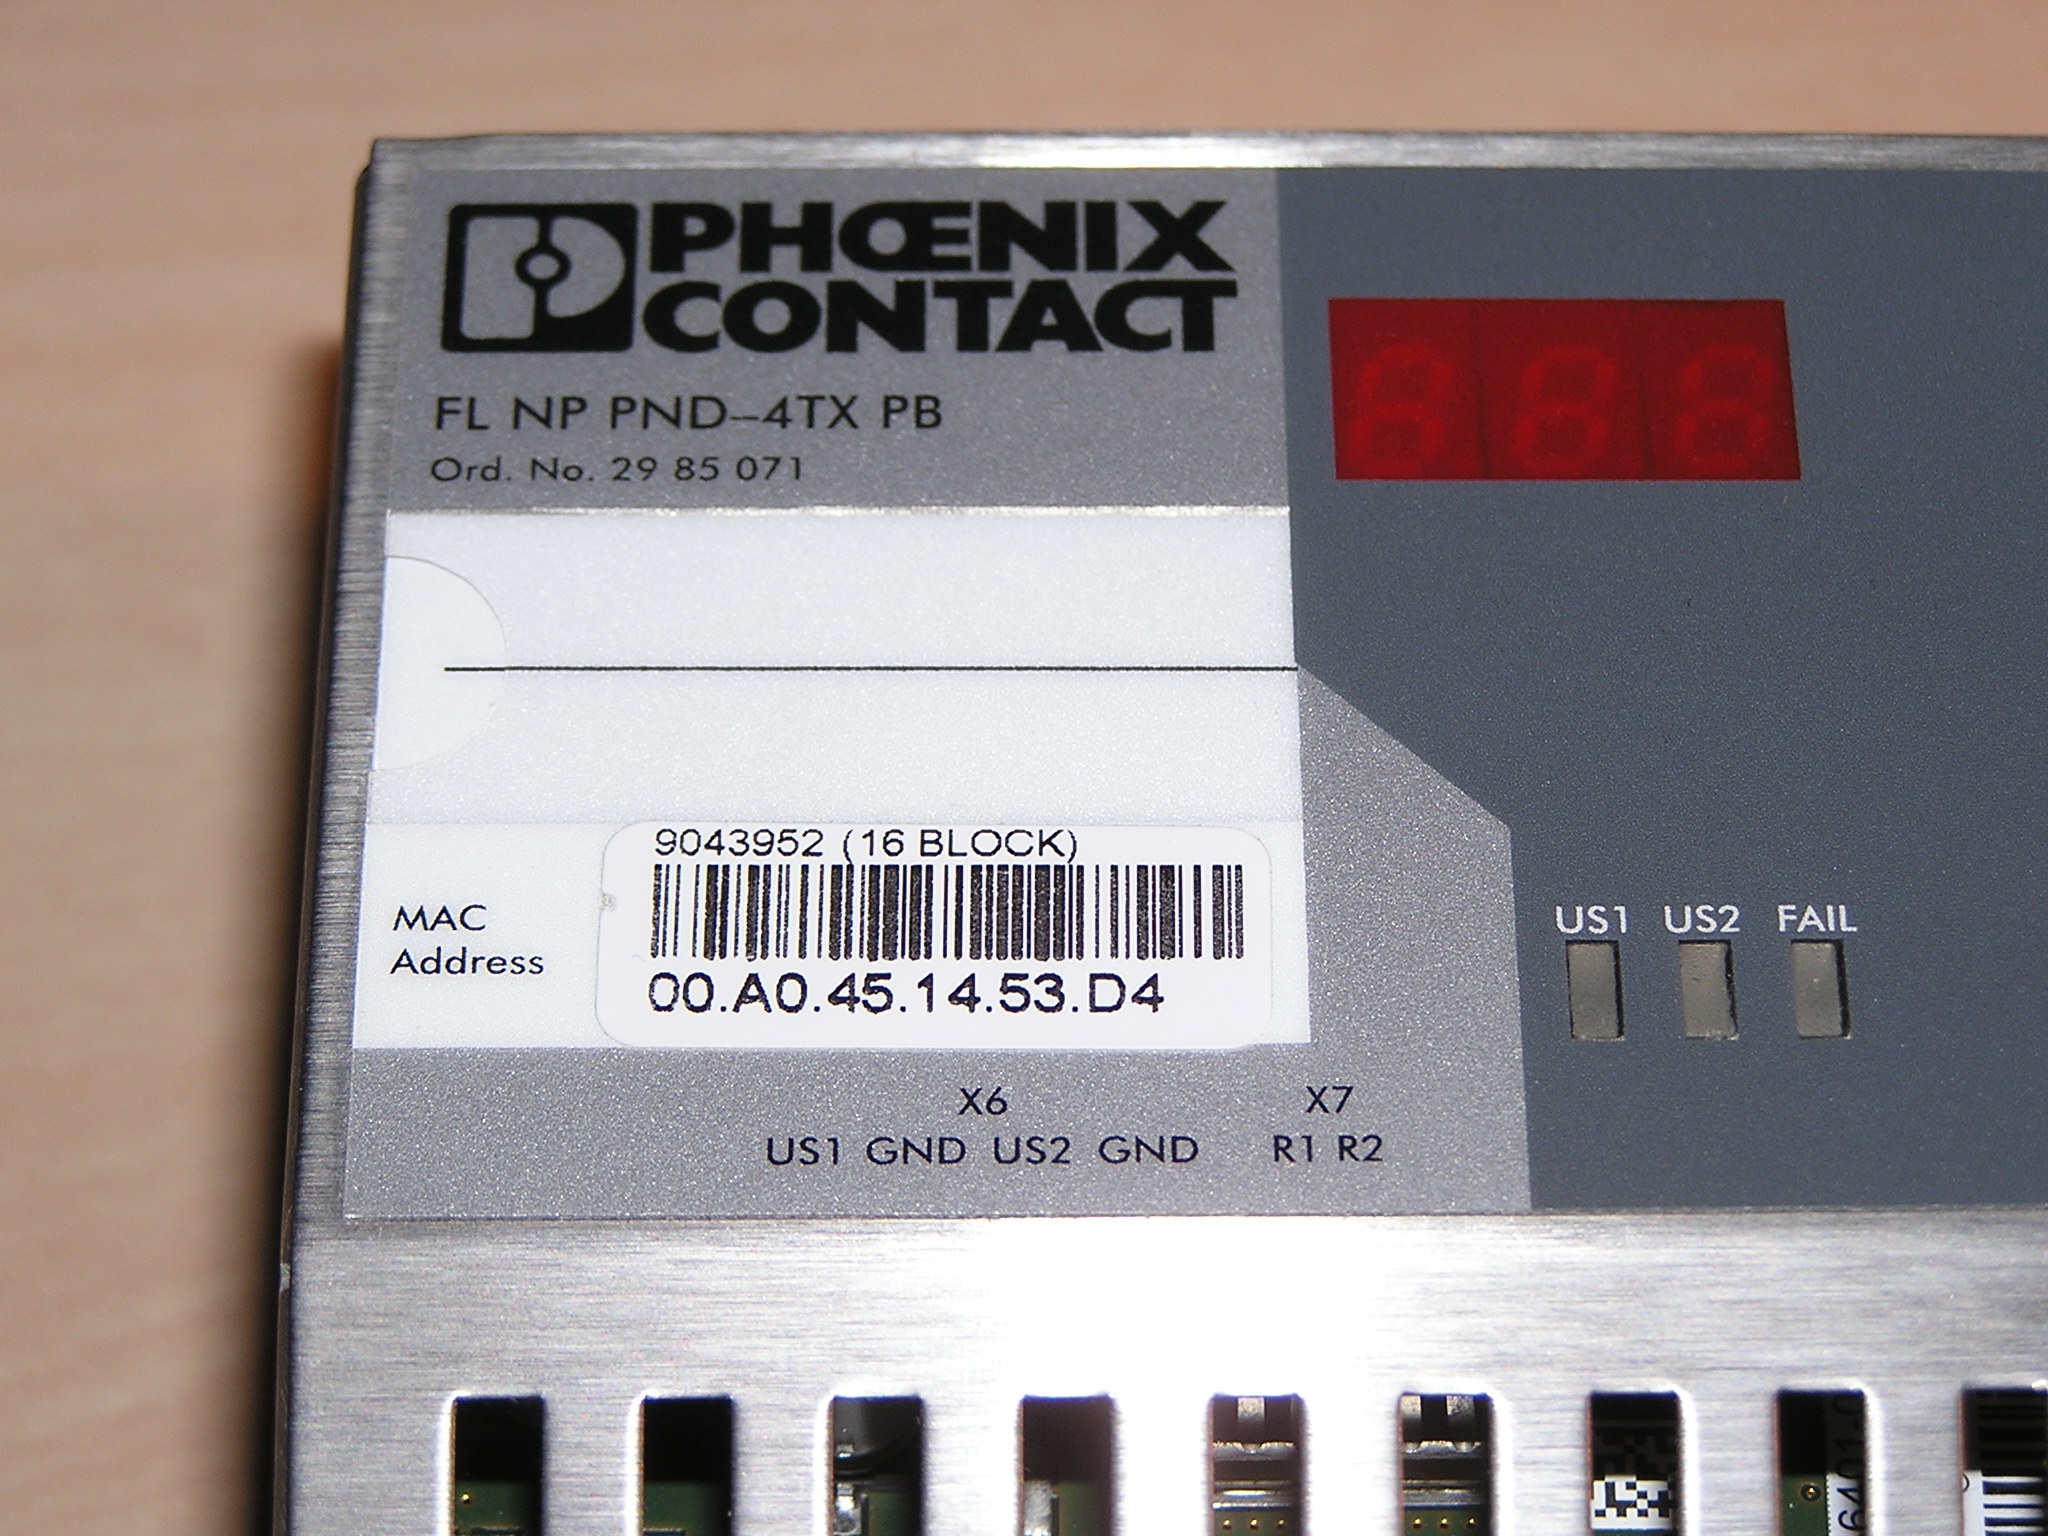 PHŒNIX
CONTACT
FL NP PND–4TX PB
Ord. No. 29 85 071
9043952 (16 BLOCK)
MAC
Address
00.A0.45.14.53.D4
US1 US2 FAIL
X6 X7
US1 GND US2 GND R1 R2